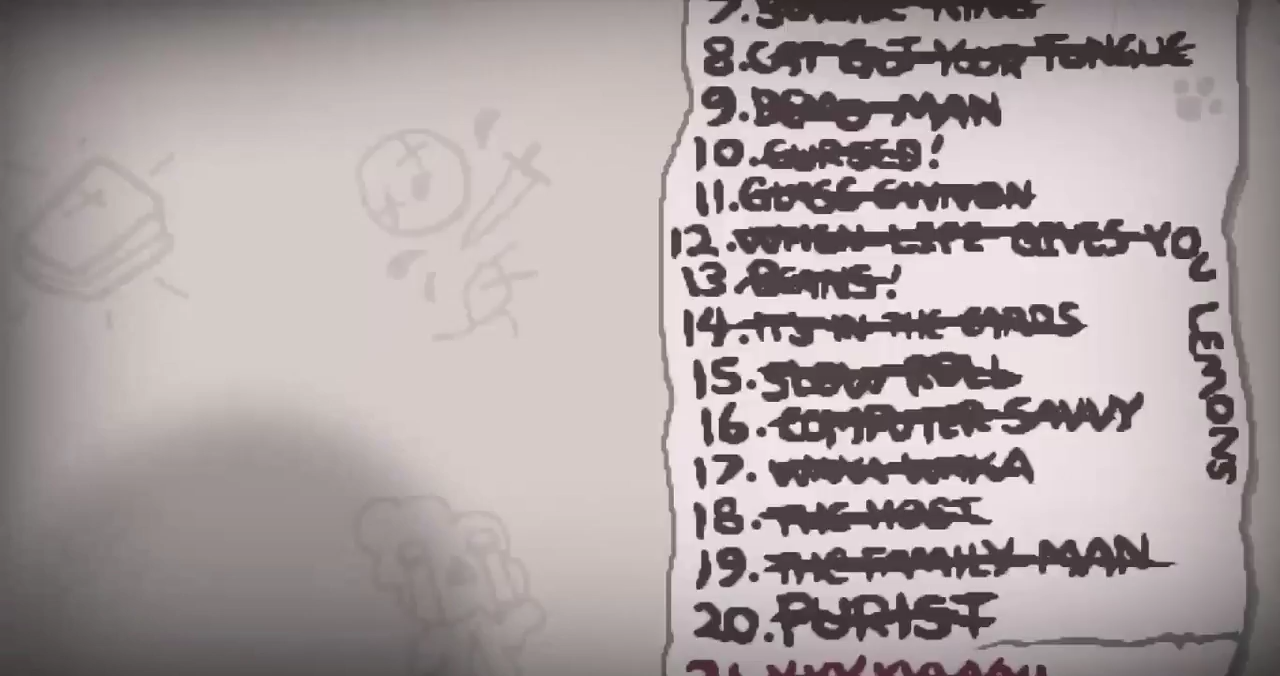 8. CAT GOT YOUR TONGUE
9. DEMO MAN
10. CURSED!
11. GLASS CANNON
12. WHEN LIFE GIVES YOU LEMONS
13. BEANS!
14. IT'S IN THE CARDS
15. SLOW ROLL
16. COMPUTER SAVVY
17. WAKA WAKA
18. THE HOST
19. THE FAMILY MAN
20. PURIST